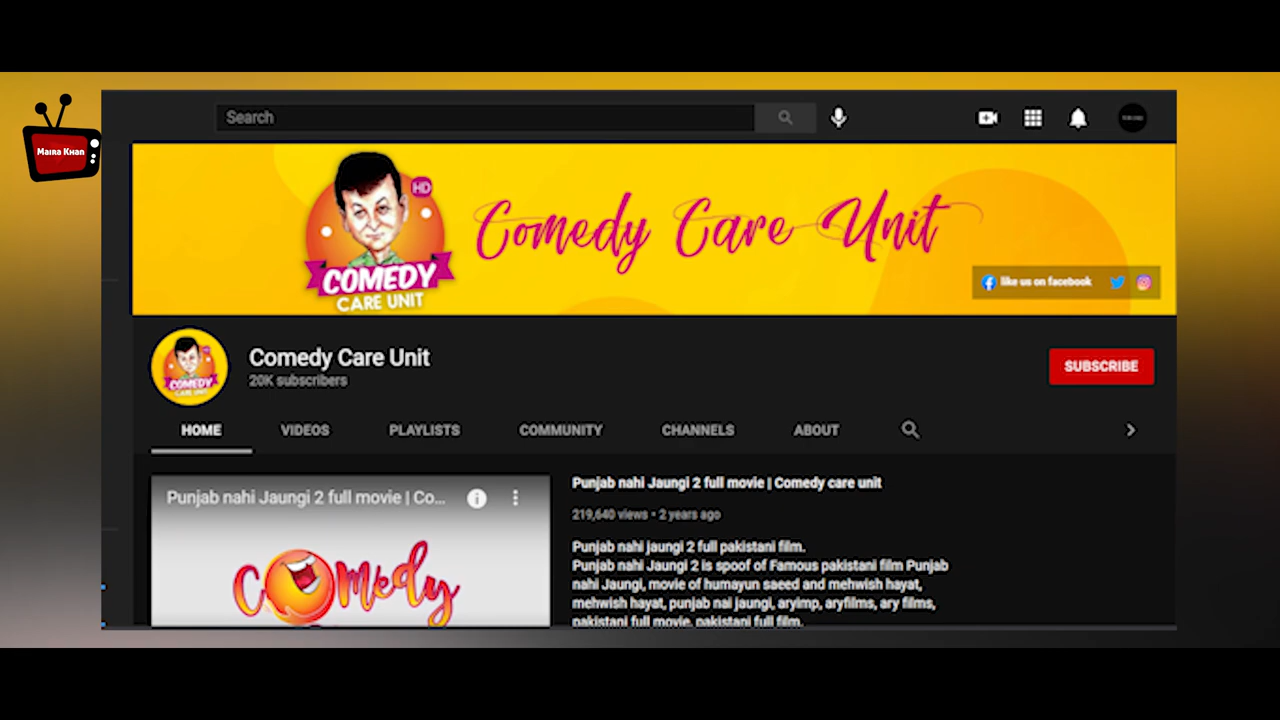 Maira Khan
Search
HD
COMEDY
CARE UNIT
Comedy Care Unit
like us on facebook
COMEDY
CARE UNIT
Comedy Care Unit
20K subscribers
SUBSCRIBE
HOME VIDEOS PLAYLISTS COMMUNITY CHANNELS ABOUT
Punjab nahi Jaungi 2 full movie | Co...
Comedy
Punjab nahi Jaungi 2 full movie | Comedy care unit
219,640 views • 2 years ago
Punjab nahi jaungi 2 full pakistani film.
Punjab nahi Jaungi 2 is spoof of Famous pakistani film Punjab
nahi Jaungi, movie of humayun saeed and mehwish hayat,
mehwish hayat, punjab nai jaungi, aryimp, aryfilms, ary films,
pakistani full movie, pakistani full film.